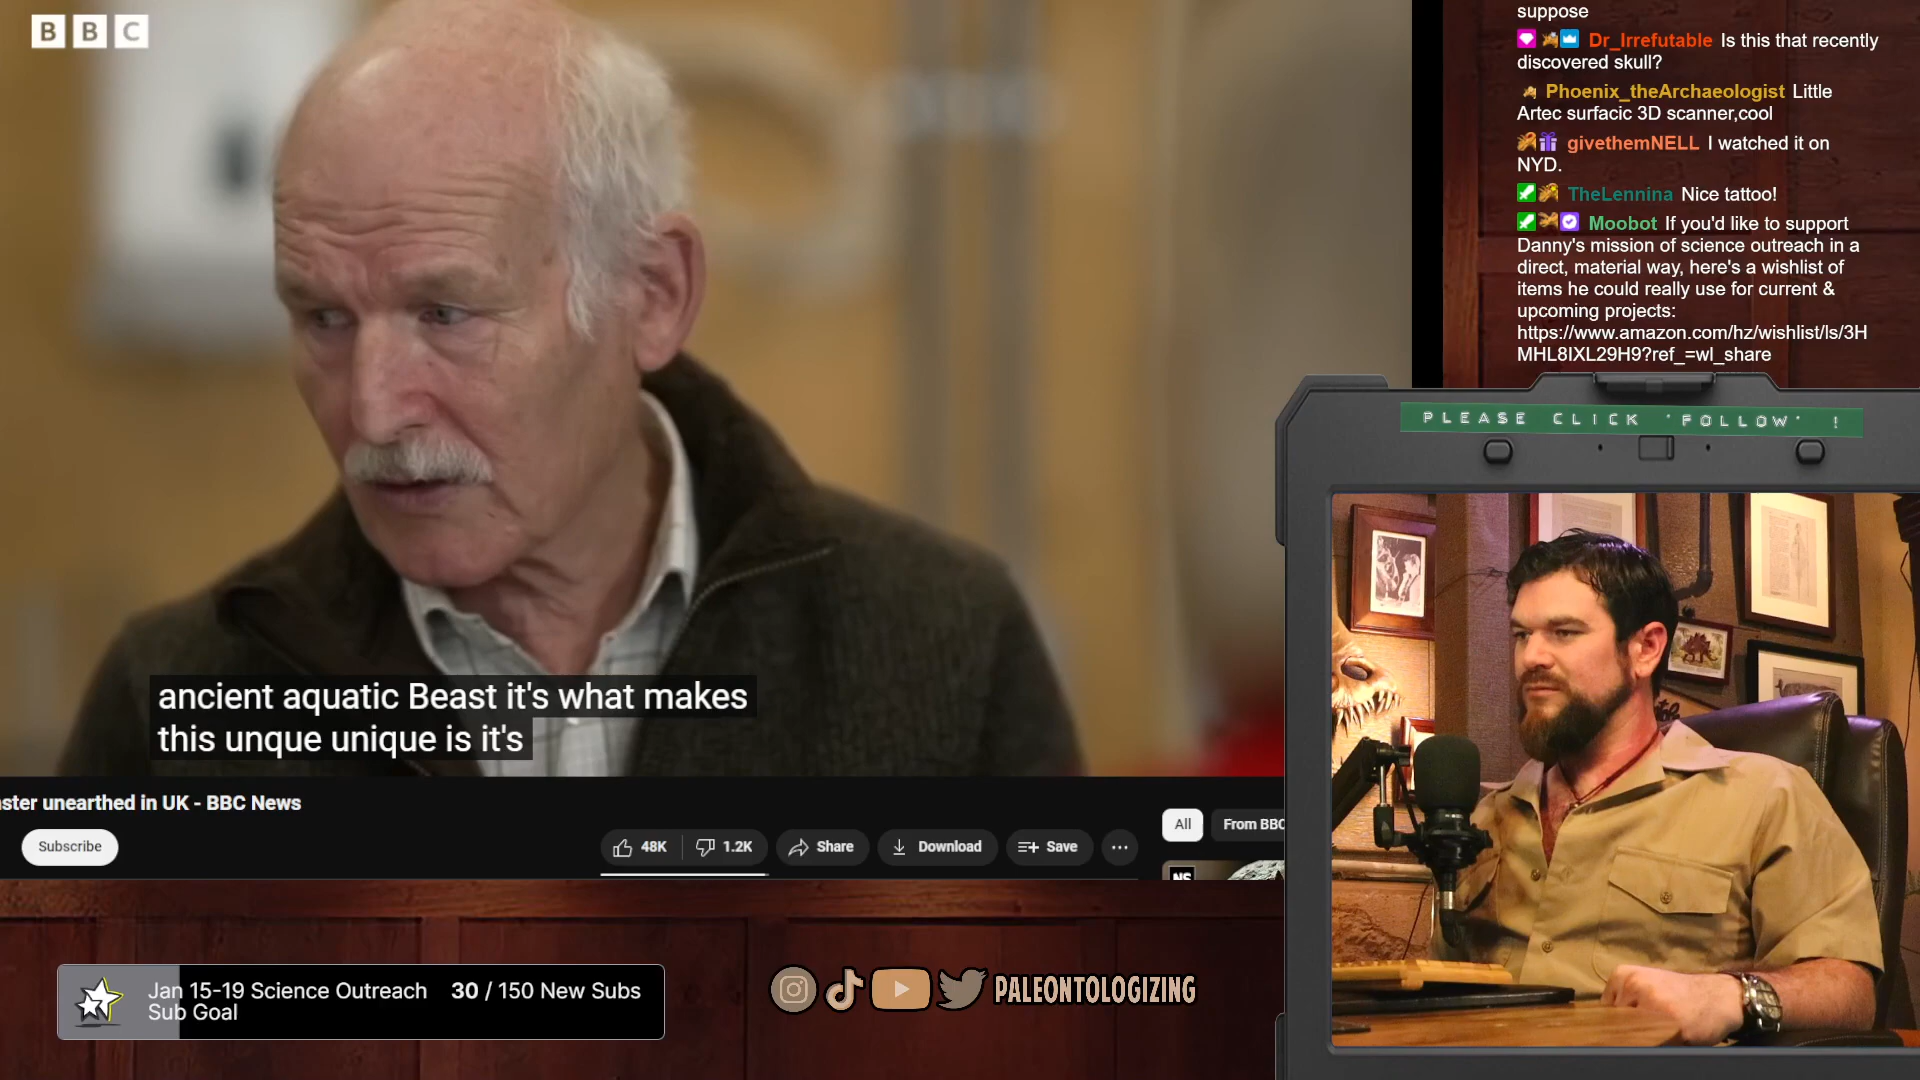 BBC
suppose
Dr_Irrefutable Is this that recently
discovered skull?
Phoenix_theArchaeologist Little
Artec surfacic 3D scanner,cool
givethemNELL I watched it on
NYD.
TheLennina Nice tattoo!
Moobot If you'd like to support
Danny's mission of science outreach in a
direct, material way, here's a wishlist of
items he could really use for current &
upcoming projects:
https://www.amazon.com/hz/wishlist/ls/3H
MHL8IXL29H9?ref_=wl_share
PLEASE CLICK "FOLLOW" !
ancient aquatic Beast it's what makes
this unque unique is it's
ster unearthed in UK - BBC News
Subscribe
48K
1.2K
Share
Download
Save
All
From BBC
NS
Jan 15-19 Science Outreach
Sub Goal
30 / 150 New Subs
PALEONTOLOGIZING